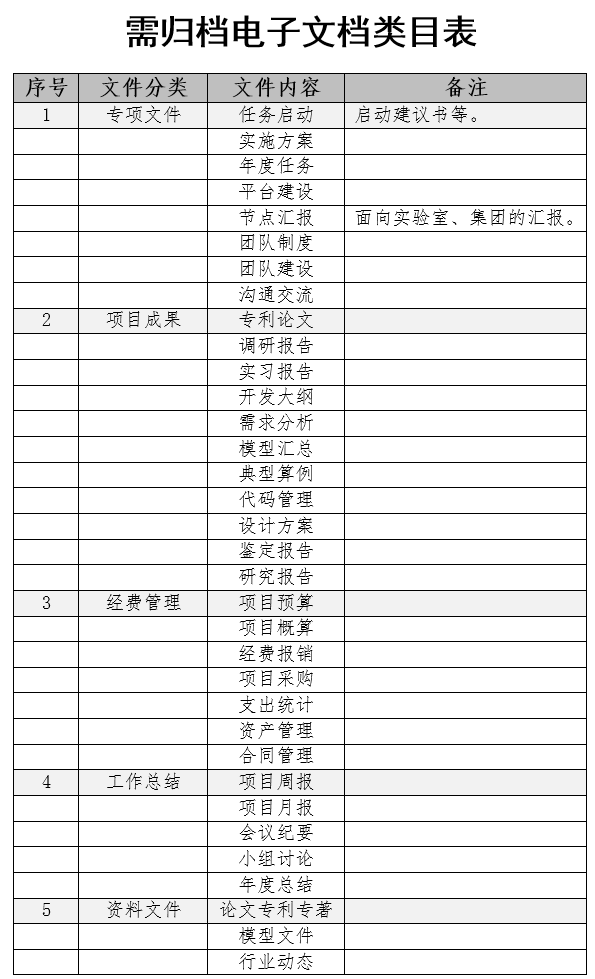 需归档电子文档类目表
序号 文件分类 文件内容 备注
1 专项文件 任务启动 启动建议书等。
实施方案
年度任务
平台建设
节点汇报 面向实验室、集团的汇报。
团队制度
团队建设
沟通交流
2 项目成果 专利论文
调研报告
实习报告
开发大纲
需求分析
模型汇总
典型算例
代码管理
设计方案
鉴定报告
研究报告
3 经费管理 项目预算
项目概算
经费报销
项目采购
支出统计
资产管理
合同管理
4 工作总结 项目周报
项目月报
会议纪要
小组讨论
年度总结
5 资料文件 论文专利专著
模型文件
行业动态